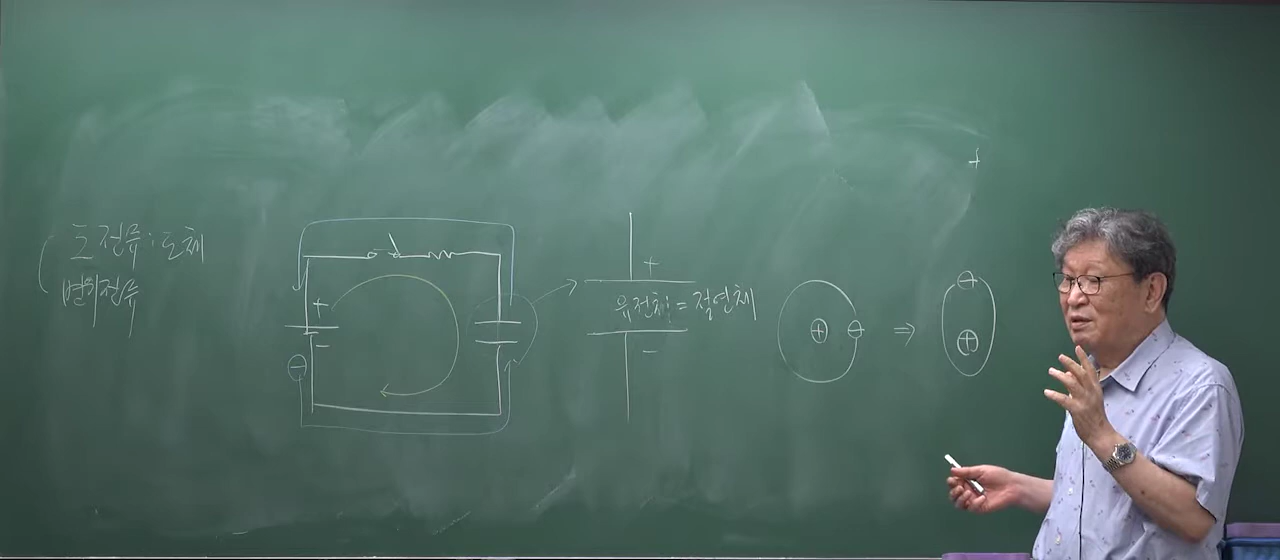 도전류 : 도체
변위전류
+
-
⊖
+
유전체 = 절연체
-
⊕ ⊖ ⇒ ⊖ ⊕
+